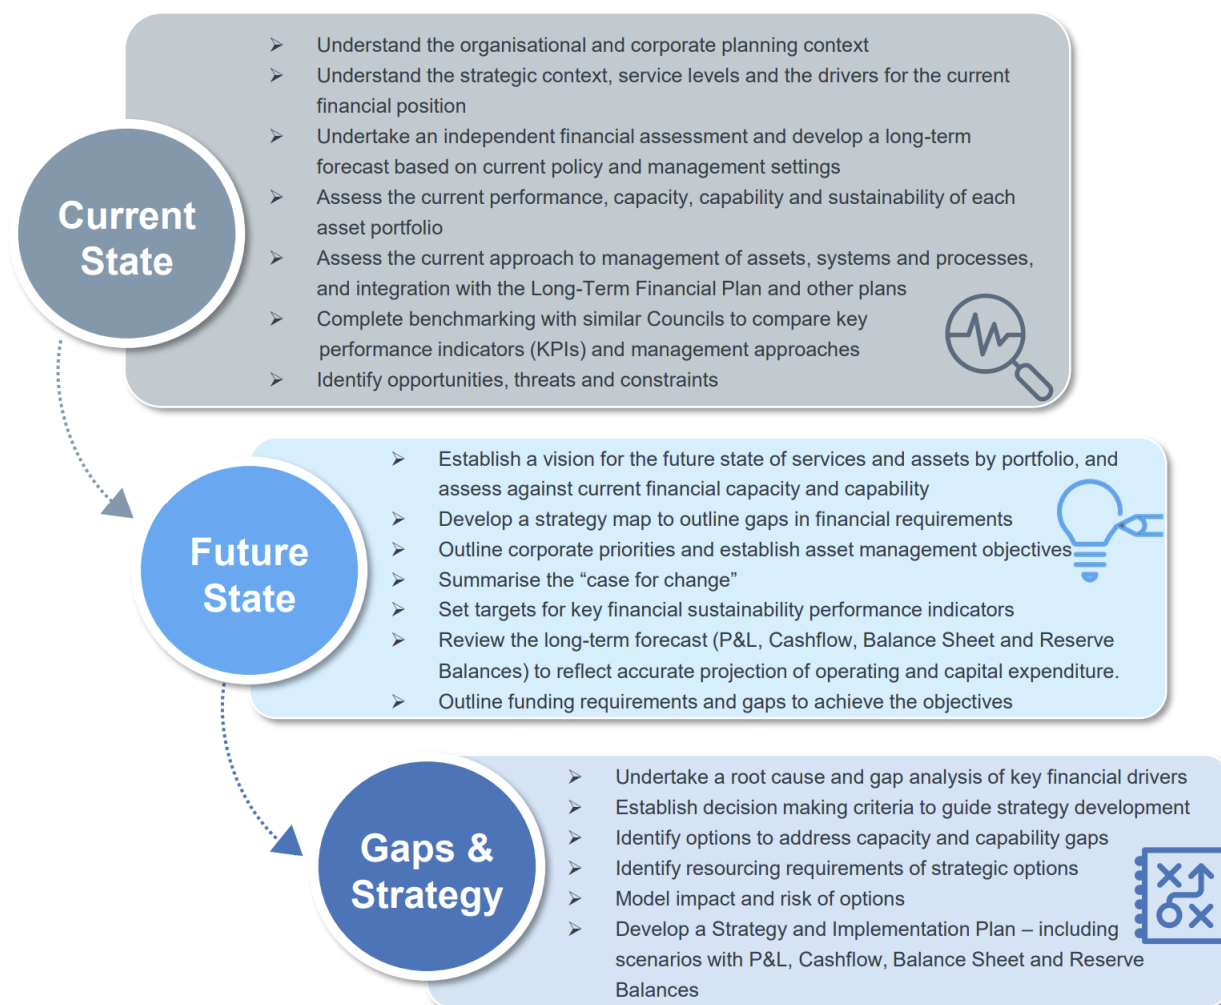 Current
State
➢ Understand the organisational and corporate planning context
➢ Understand the strategic context, service levels and the drivers for the current
financial position
➢ Undertake an independent financial assessment and develop a long-term
forecast based on current policy and management settings
➢ Assess the current performance, capacity, capability and sustainability of each
asset portfolio
➢ Assess the current approach to management of assets, systems and processes,
and integration with the Long-Term Financial Plan and other plans
➢ Complete benchmarking with similar Councils to compare key
performance indicators (KPIs) and management approaches
➢ Identify opportunities, threats and constraints
Future
State
➢ Establish a vision for the future state of services and assets by portfolio, and
assess against current financial capacity and capability
➢ Develop a strategy map to outline gaps in financial requirements
➢ Outline corporate priorities and establish asset management objectives
➢ Summarise the “case for change”
➢ Set targets for key financial sustainability performance indicators
➢ Review the long-term forecast (P&L, Cashflow, Balance Sheet and Reserve
Balances) to reflect accurate projection of operating and capital expenditure.
➢ Outline funding requirements and gaps to achieve the objectives
Gaps &
Strategy
➢ Undertake a root cause and gap analysis of key financial drivers
➢ Establish decision making criteria to guide strategy development
➢ Identify options to address capacity and capability gaps
➢ Identify resourcing requirements of strategic options
➢ Model impact and risk of options
➢ Develop a Strategy and Implementation Plan – including
scenarios with P&L, Cashflow, Balance Sheet and Reserve
Balances